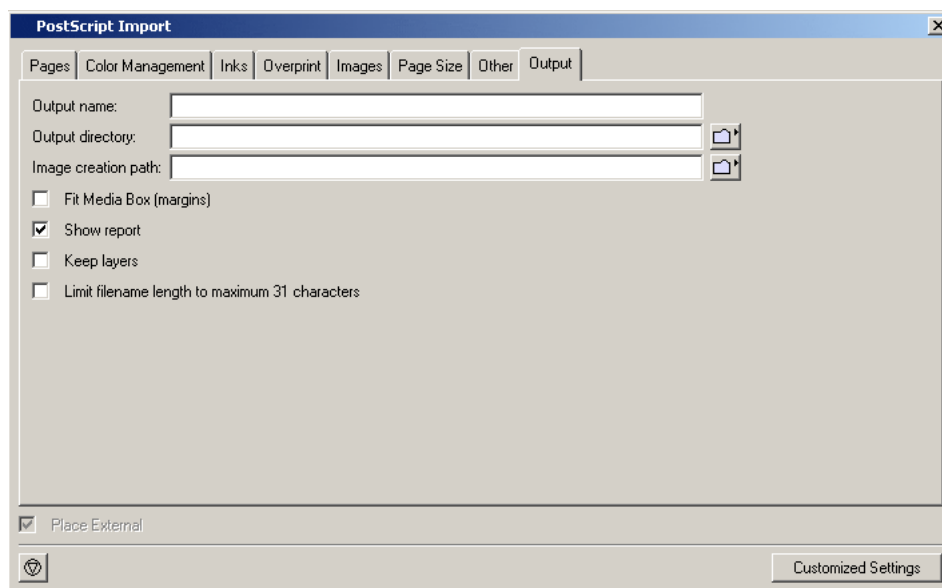 PostScript Import
Pages Color Management Inks Overprint Images Page Size Other Output
Output name:
Output directory:
Image creation path:
Fit Media Box (margins)
Show report
Keep layers
Limit filename length to maximum 31 characters
Place External
Customized Settings